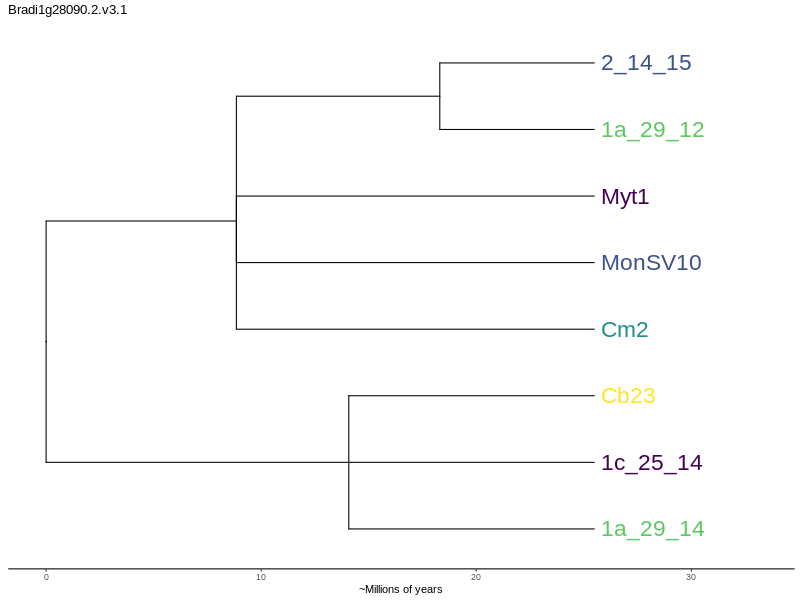 Bradi1g28090.2.v3.1
2_14_15
1a_29_12
Myt1
MonSV10
Cm2
Cb23
1c_25_14
1a_29_14
0 10 20 30
~Millions of years